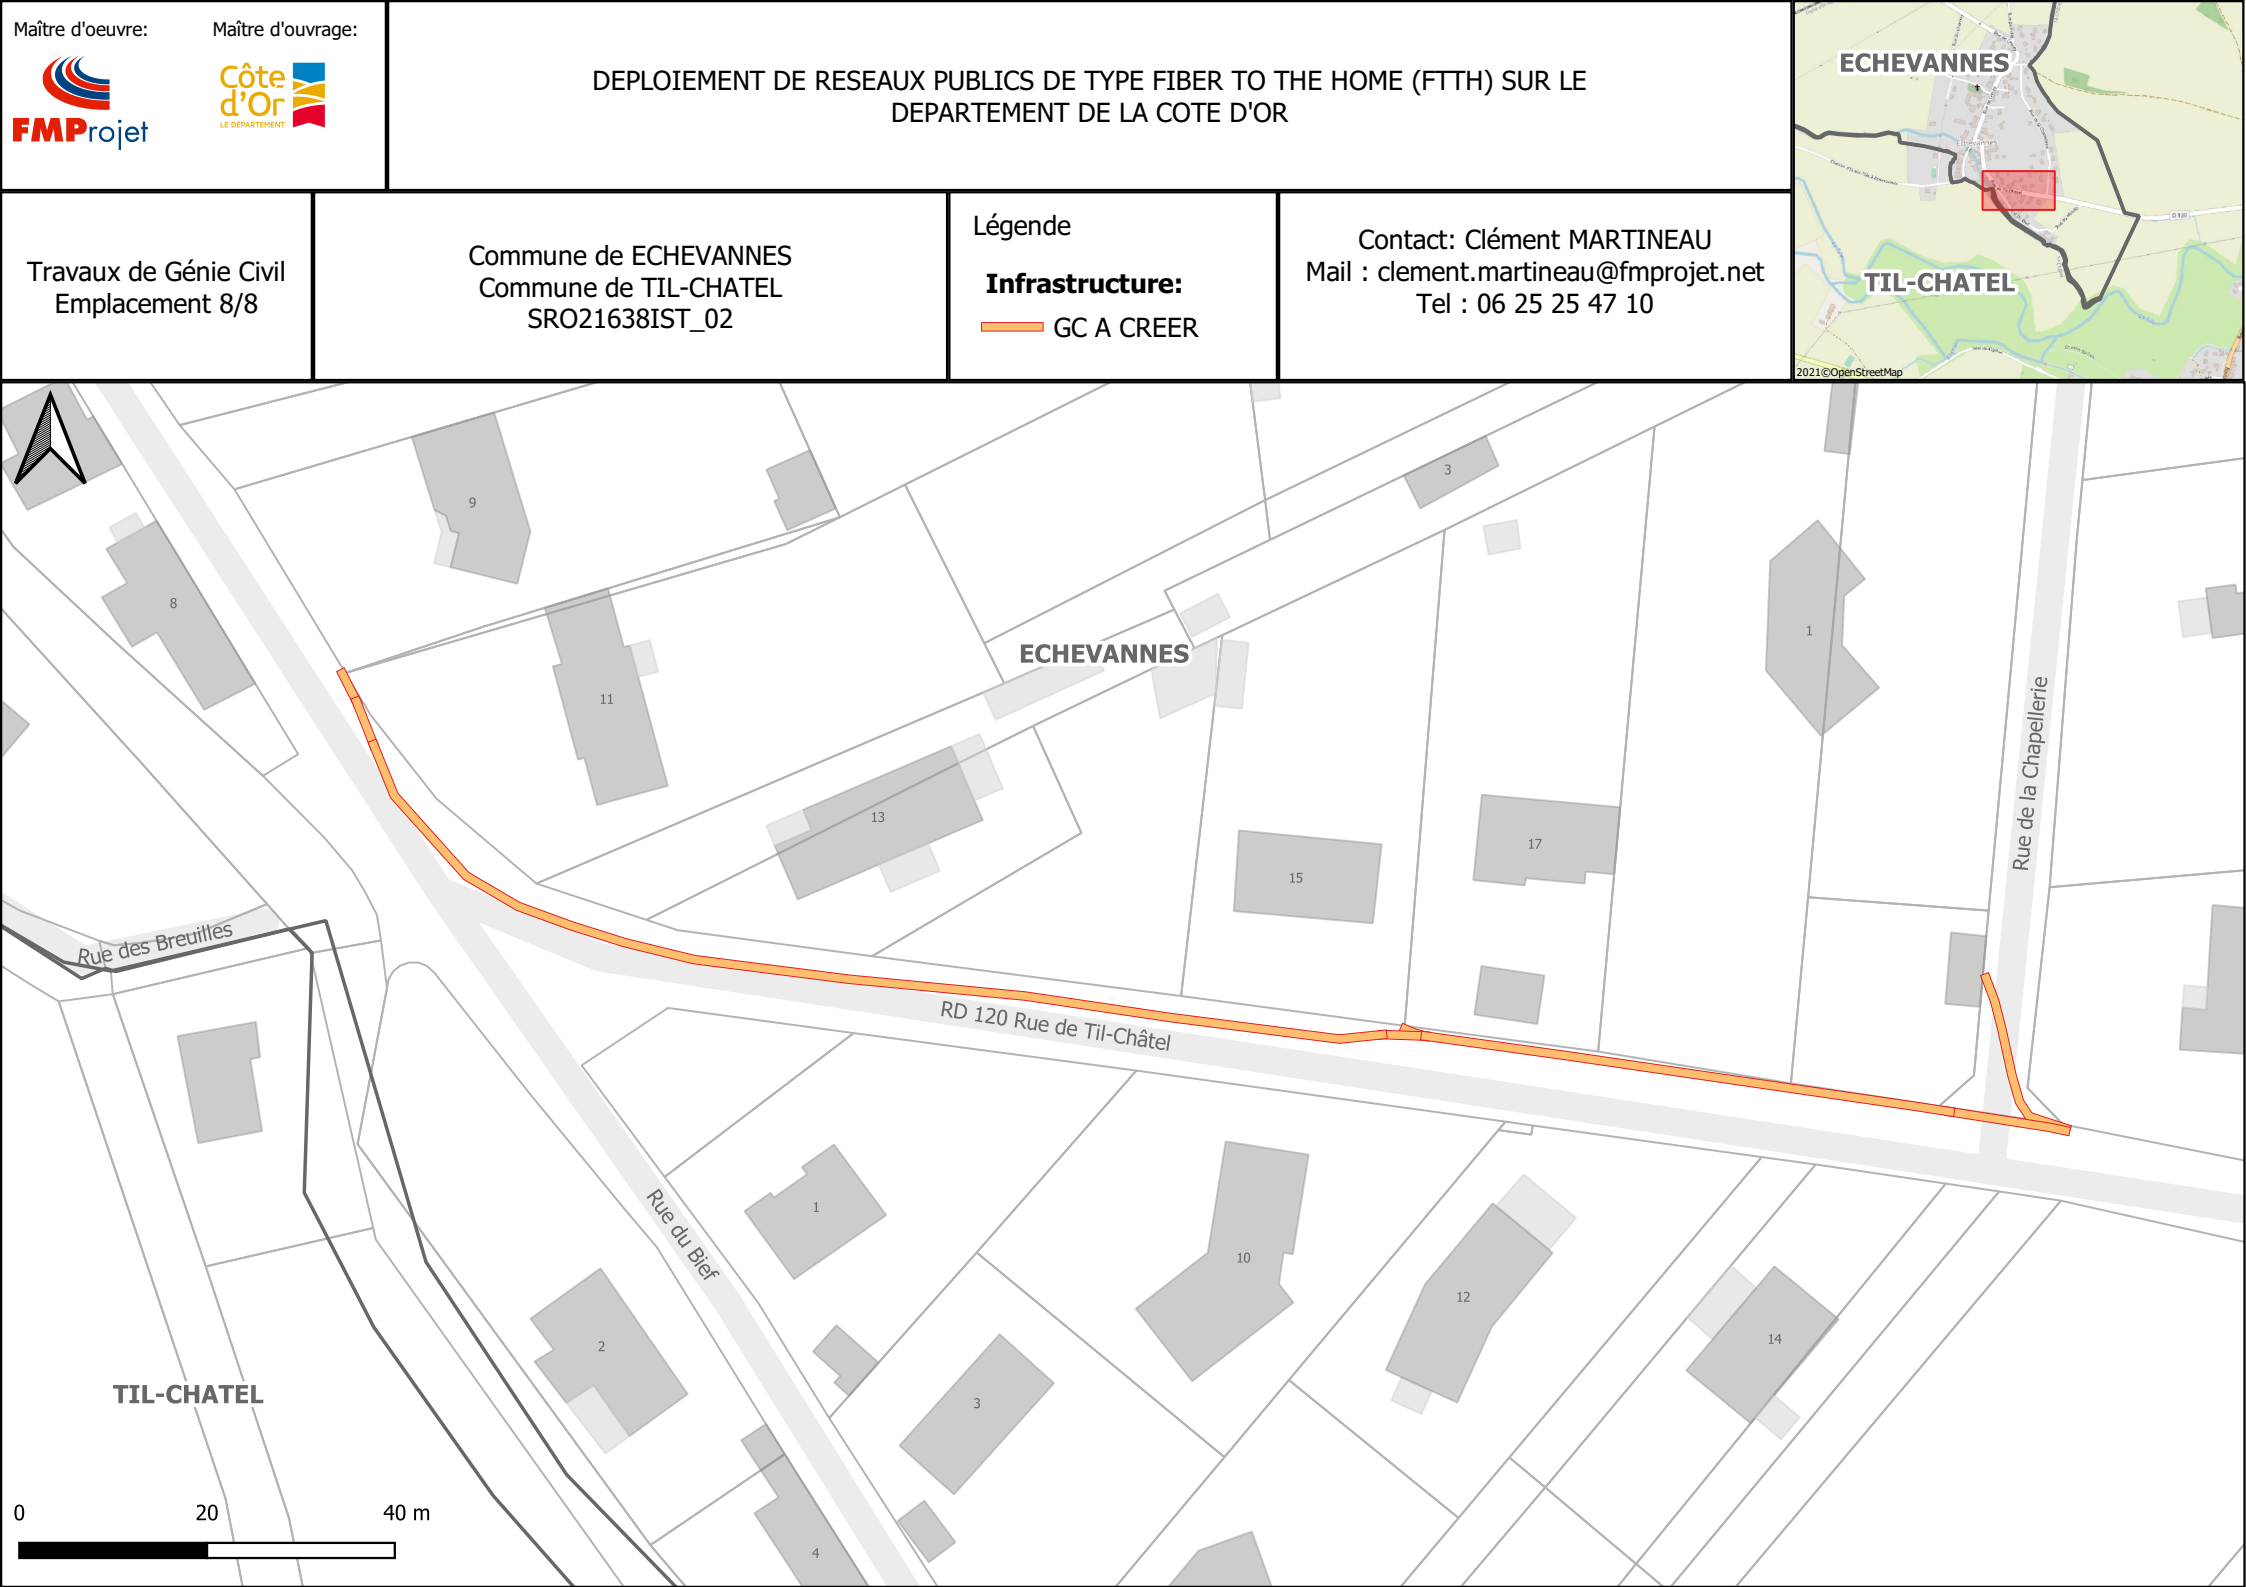 Maître d'oeuvre:
Maître d'ouvrage:
FMProjet
Côte
d'Or
LE DÉPARTEMENT
DEPLOIEMENT DE RESEAUX PUBLICS DE TYPE FIBER TO THE HOME (FTTH) SUR LE
DEPARTEMENT DE LA COTE D'OR
Travaux de Génie Civil
Emplacement 8/8
Commune de ECHEVANNES
Commune de TIL-CHATEL
SRO21638IST_02
Légende
Infrastructure:
GC A CREER
Contact: Clément MARTINEAU
Mail : clement.martineau@fmprojet.net
Tel : 06 25 25 47 10
ECHEVANNES
Echevannes
D 120
TIL-CHATEL
2021©OpenStreetMap
9
3
8
1
ECHEVANNES
11
Rue de la Chapellerie
13
17
15
Rue des Breuilles
RD 120 Rue de Til-Châtel
1
Rue du Bief
10
12
2
14
TIL-CHATEL
3
4
0 20 40 m